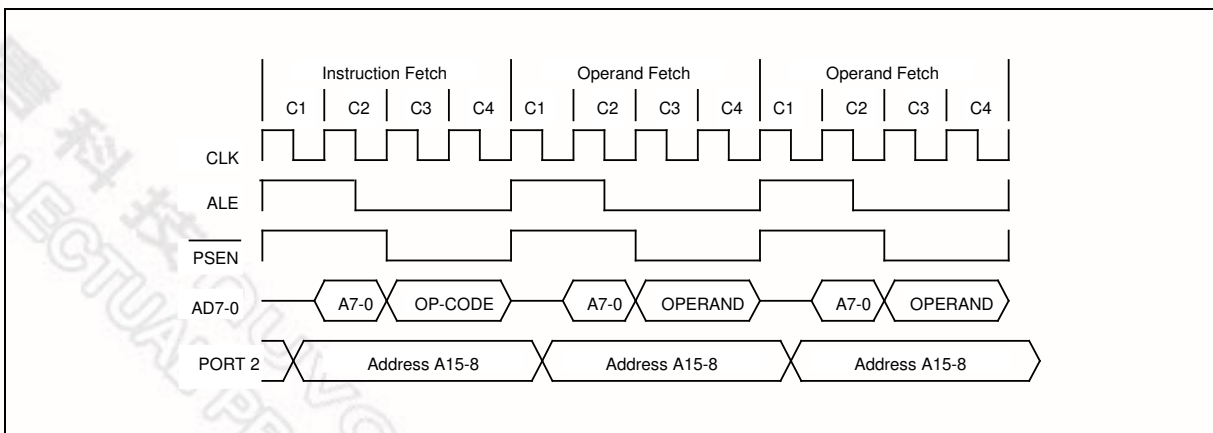 Instruction Fetch Operand Fetch Operand Fetch
C1 C2 C3 C4 C1 C2 C3 C4 C1 C2 C3 C4
CLK
ALE
PSEN
AD7-0 A7-0 OP-CODE A7-0 OPERAND A7-0 OPERAND
PORT 2 Address A15-8 Address A15-8 Address A15-8